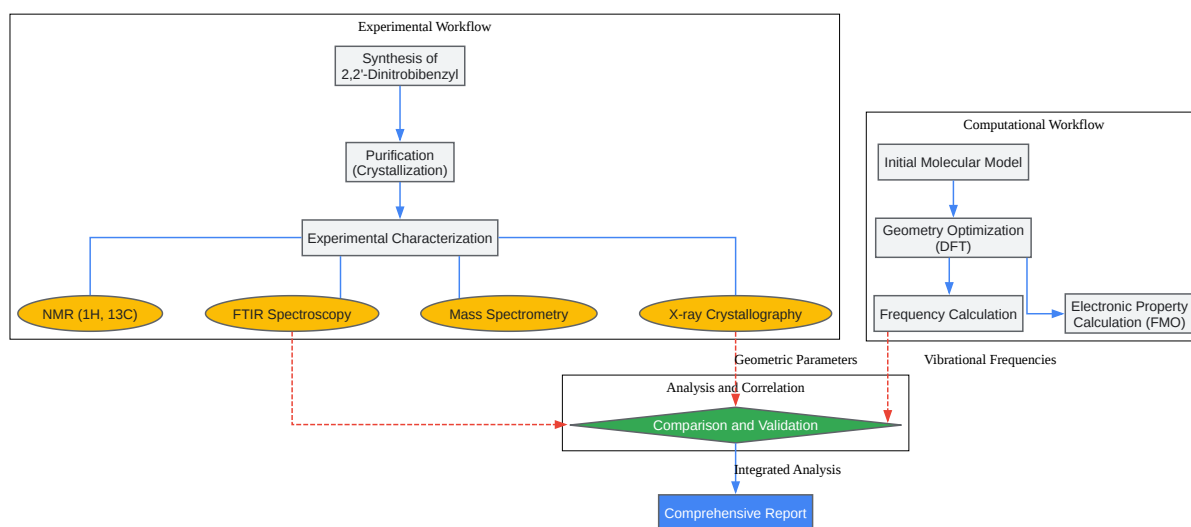 Experimental Workflow
Synthesis of
2,2'-Dinitrobibenzyl
Purification
(Crystallization)
Experimental Characterization
NMR (1H, 13C)
FTIR Spectroscopy
Mass Spectrometry
X-ray Crystallography
Computational Workflow
Initial Molecular Model
Geometry Optimization
(DFT)
Frequency Calculation
Electronic Property
Calculation (FMO)
Geometric Parameters
Vibrational Frequencies
Analysis and Correlation
Comparison and Validation
Integrated Analysis
Comprehensive Report